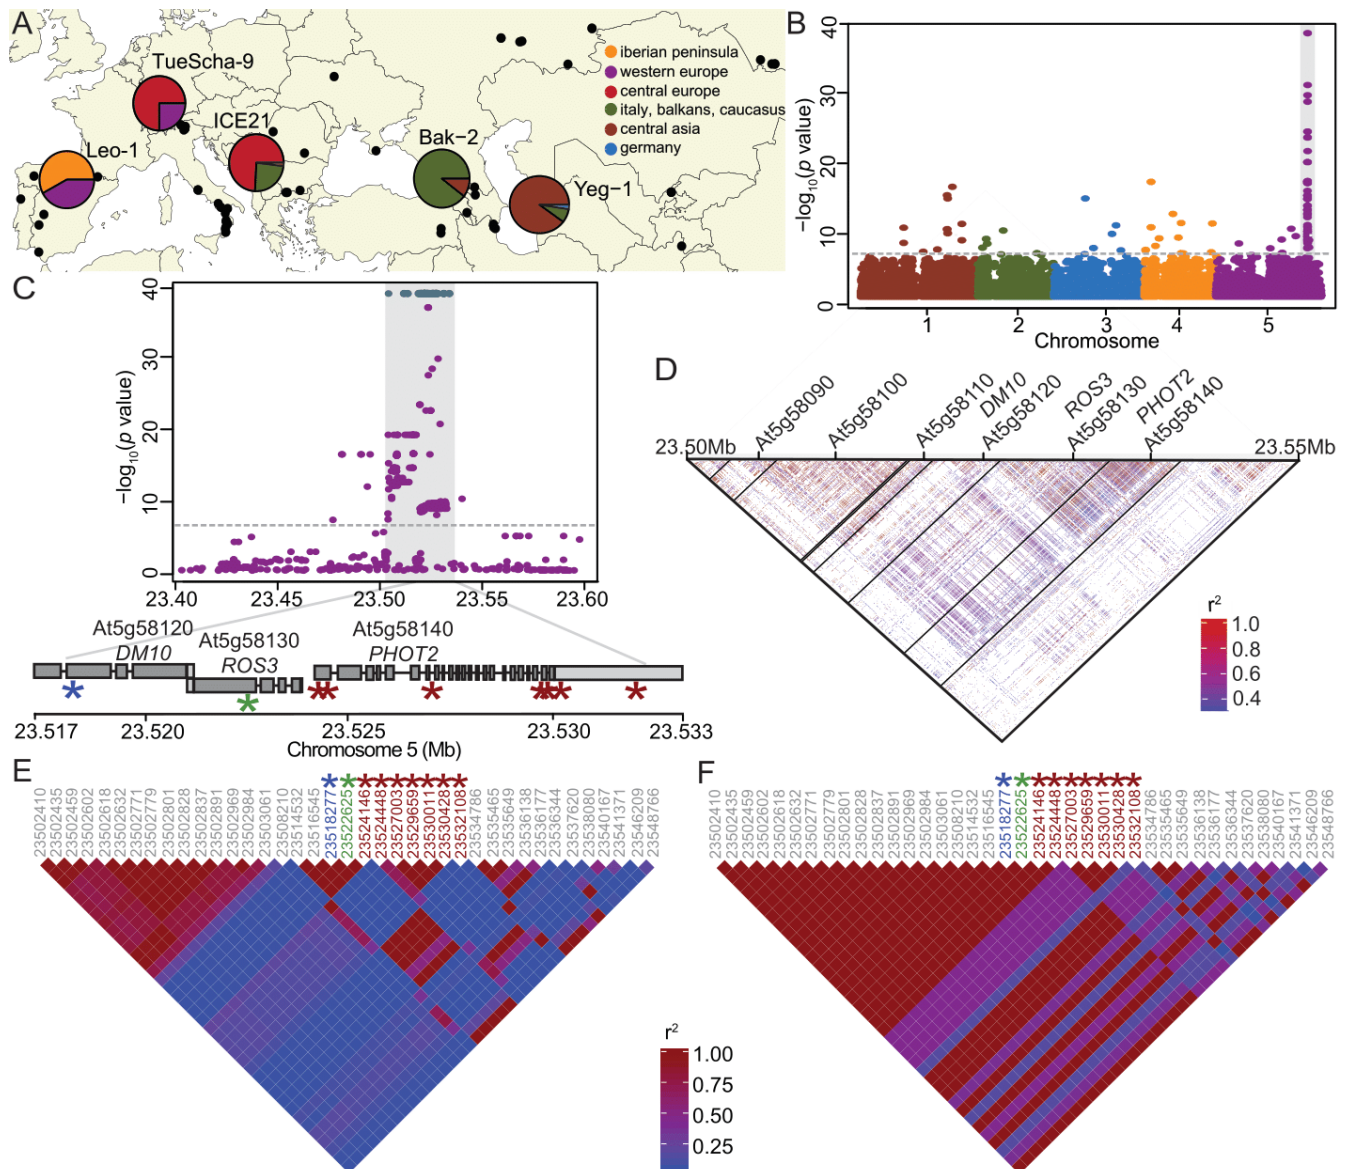 A
TueScha-9
ICE21
Leo-1
Bak-2
Yeg-1
iberian peninsula
western europe
central europe
italy, balkans, caucasus
central asia
germany
B
−log10(p value)
40
30
20
10
0
1 2 3 4 5
Chromosome
C
−log10(p value)
40
30
20
10
0
23.40 23.45 23.50 23.55 23.60
At5g58120
DM10
At5g58130
ROS3
At5g58140
PHOT2
* * * * * * * *
23.517 23.520 23.525 23.530 23.533
Chromosome 5 (Mb)
D
23.50Mb
At5g58090
At5g58100
At5g58110
DM10
At5g58120
ROS3
At5g58130
PHOT2
At5g58140
23.55Mb
r2
1.0
0.8
0.6
0.4
E
* * * * * * * * *
23502410
23502435
23502459
23502602
23502618
23502632
23502771
23502779
23502801
23502828
23502837
23502891
23502969
23502984
23503061
23508210
23514532
23516545
23518277
23522625
23524146
23524448
23527003
23529659
23530011
23530428
23532108
23534786
23535465
23535649
23536138
23536177
23536344
23537620
23538080
23540167
23541371
23546209
23548766
F
* * * * * * * * *
23502410
23502435
23502459
23502602
23502618
23502632
23502771
23502779
23502801
23502828
23502837
23502891
23502969
23502984
23503061
23508210
23514532
23516545
23518277
23522625
23524146
23524448
23527003
23529659
23530011
23530428
23532108
23534786
23535465
23535649
23536138
23536177
23536344
23537620
23538080
23540167
23541371
23546209
23548766
r2
1.00
0.75
0.50
0.25